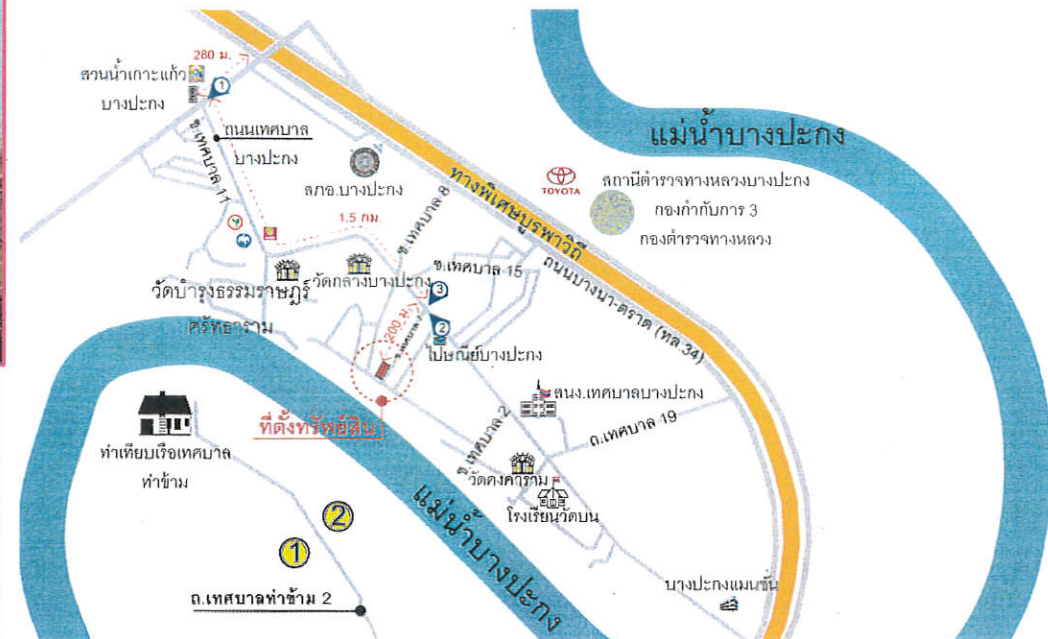 280 ม.
สวนน้ำเกาะแก้ว
บางปะกง
1
ถนนเทศบาล
บางปะกง
ซ.เทศบาล 11
สภอ.บางปะกง
1.5 กม.
ซ.เทศบาล 8
ทางพิเศษบูรพาวิถี
TOYOTA
แม่น้ำบางปะกง
สถานีตำรวจทางหลวงบางปะกง
กองกำกับการ 3
กองตำรวจทางหลวง
ถนนบางนา-ตราด (ทล.34)
ซ.เทศบาล 15
วัดกลางบางปะกง
วัดบำรุงธรรมราษฎร์
ศรัทธาราม
3
200 ม.
2
ไปษณีย์บางปะกง
ที่ตั้งทรัพย์สิน
สนง.เทศบาลบางปะกง
ถ.เทศบาล 19
ซ.เทศบาล 2
วัดคงคาราม
โรงเรียนวัดบน
ท่าเทียบเรือเทศบาล
ท่าข้าม
แม่น้ำบางปะกง
2
1
บางปะกงแมนชั่น
ถ.เทศบาลท่าข้าม 2